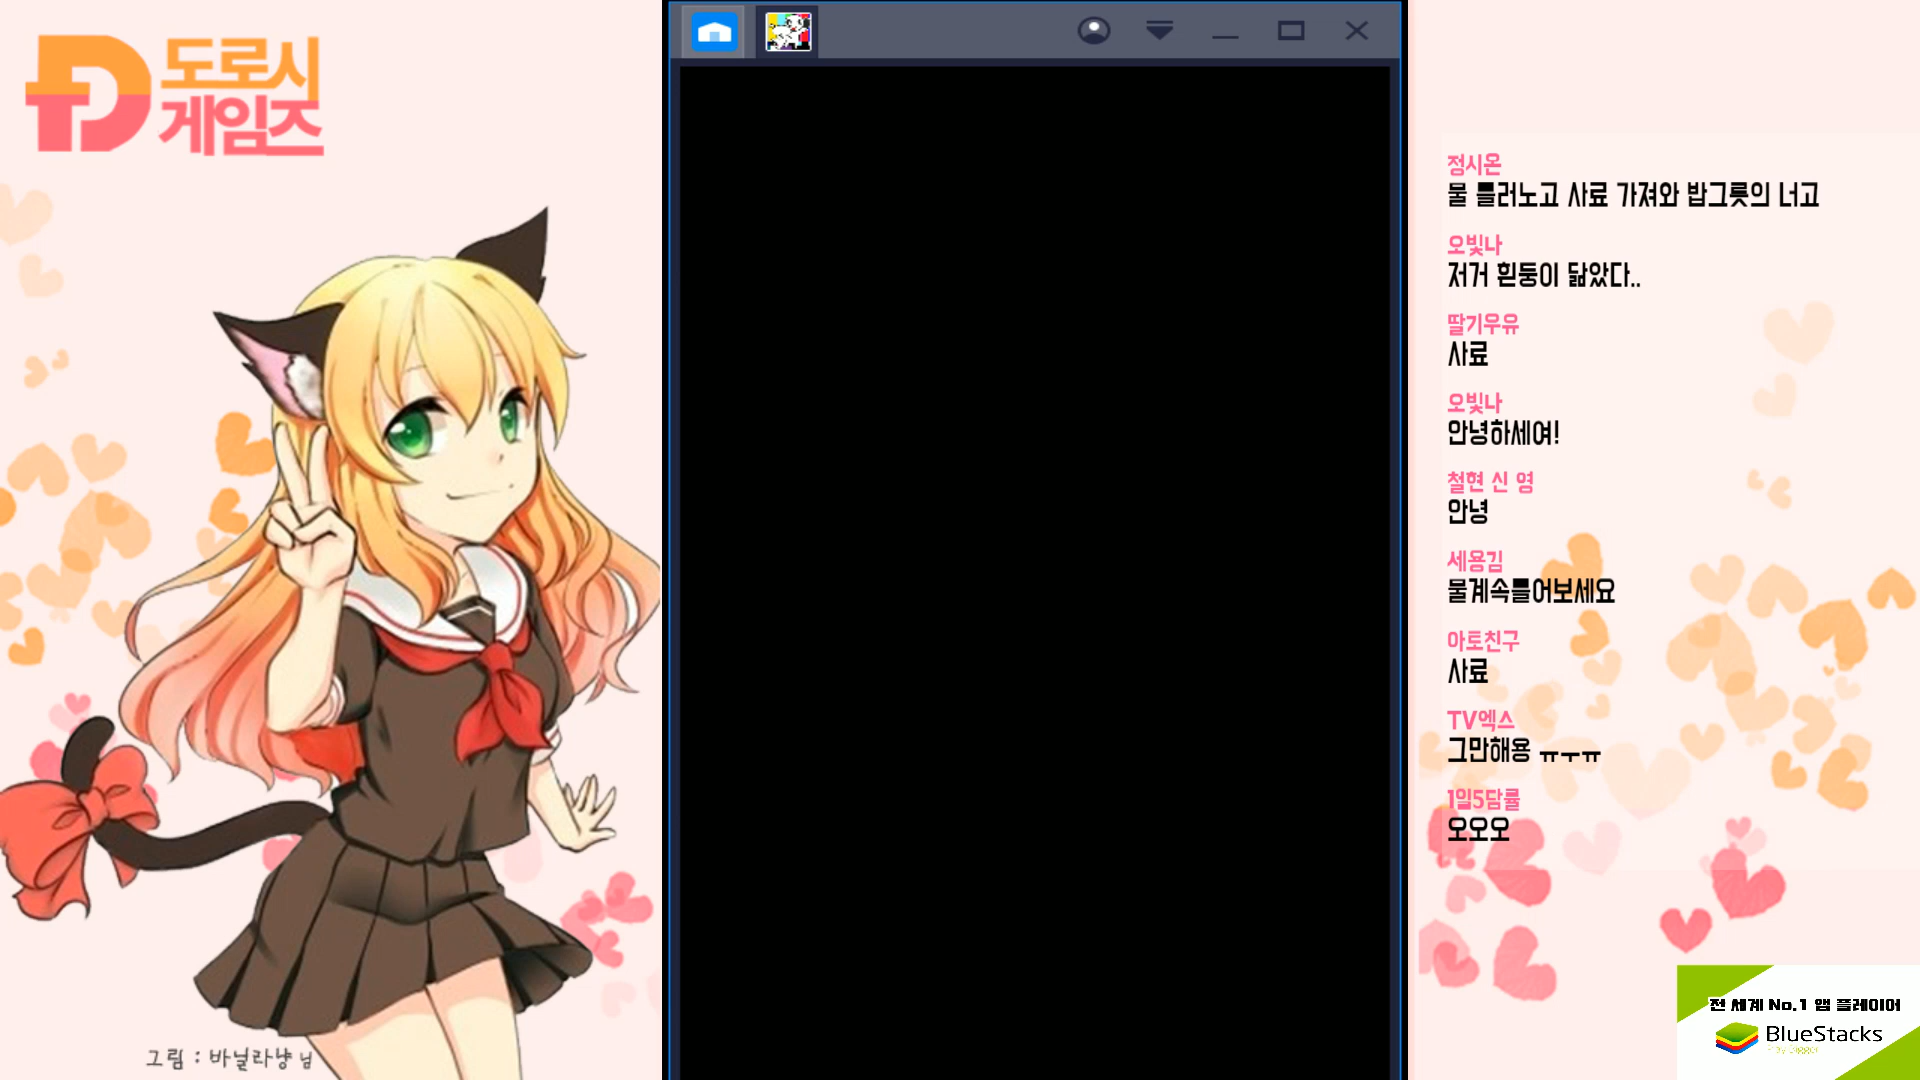 도로시
게임즈
정시온
물 틀러노고 사료 가져와 밥그릇의 너고
오빛나
저거 흰둥이 닮았다..
딸기우유
사료
오빛나
안녕하세여!
철현 신 영
안녕
세용김
물계속틀어보세요
아토친구
사료
TV엑스
그만해용 ㅠㅜㅠ
1일5담률
오오오
그림 : 바닐라냥 님
전 세계 No.1 앱 플레이어
BlueStacks